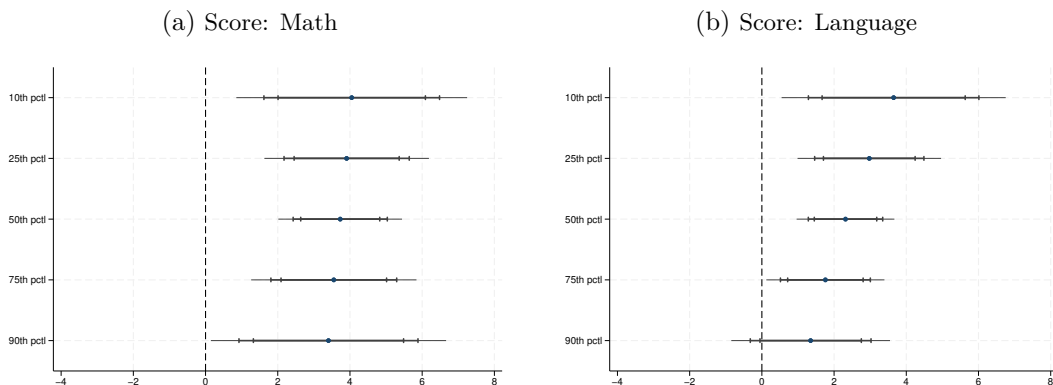 (a) Score: Math
10th pctl
25th pctl
50th pctl
75th pctl
90th pctl
−4 −2 0 2 4 6 8
(b) Score: Language
10th pctl
25th pctl
50th pctl
75th pctl
90th pctl
−4 −2 0 2 4 6 8